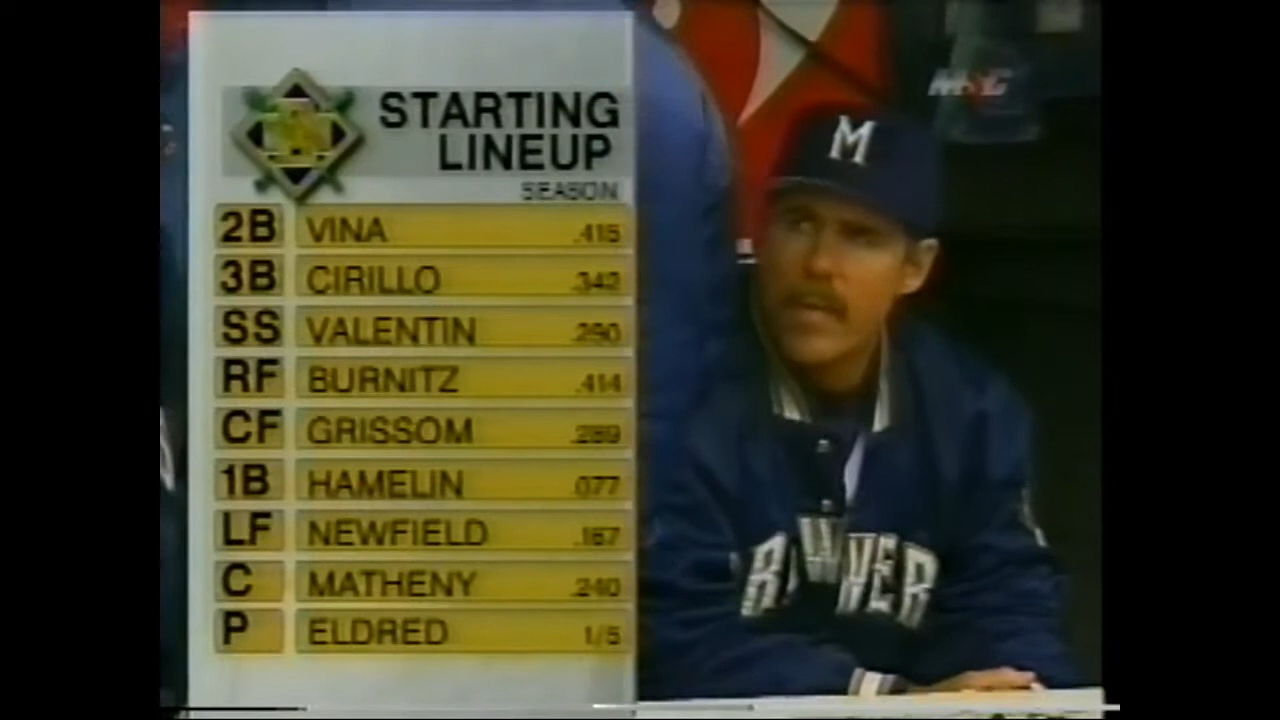 STARTING
LINEUP
SEASON
2B VINA .415
3B CIRILLO .342
SS VALENTIN .290
RF BURNITZ .414
CF GRISSOM .289
1B HAMELIN .077
LF NEWFIELD .167
C MATHENY .240
P ELDRED 1/5
M